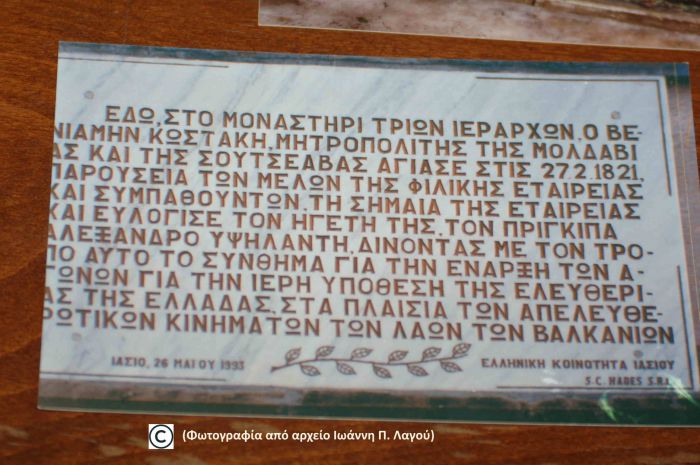 ΕΔΩ, ΣΤΟ ΜΟΝΑΣΤΗΡΙ ΤΡΙΩΝ ΙΕΡΑΡΧΩΝ, Ο ΒΕ-
ΝΙΑΜΗΝ ΚΩΣΤΑΚΗ, ΜΗΤΡΟΠΟΛΙΤΗΣ ΤΗΣ ΜΟΛΔΑΒΙ
ΑΣ ΚΑΙ ΤΗΣ ΣΟΥΤΣΕΑΒΑΣ ΑΓΙΑΣΕ ΣΤΙΣ 27.2.1821,
ΠΑΡΟΥΣΕΙΑ ΤΩΝ ΜΕΛΩΝ ΤΗΣ ΦΙΛΙΚΗΣ ΕΤΑΙΡΕΙΑΣ
ΚΑΙ ΣΥΜΠΑΘΟΥΝΤΩΝ, ΤΗ ΣΗΜΑΙΑ ΤΗΣ ΕΤΑΙΡΕΙΑΣ
ΚΑΙ ΕΥΛΟΓΙΣΕ ΤΟΝ ΗΓΕΤΗ ΤΗΣ, ΤΟΝ ΠΡΙΓΚΙΠΑ
ΑΛΕΞΑΝΔΡΟ ΥΨΗΛΑΝΤΗ, ΔΙΝΟΝΤΑΣ ΜΕ ΤΟΝ ΤΡΟ-
ΠΟ ΑΥΤΟ ΤΟ ΣΥΝΘΗΜΑ ΓΙΑ ΤΗΝ ΕΝΑΡΞΗ ΤΩΝ Α-
ΓΩΝΩΝ ΓΙΑ ΤΗΝ ΙΕΡΗ ΥΠΟΘΕΣΗ ΤΗΣ ΕΛΕΥΘΕΡΙ-
ΑΣ ΤΗΣ ΕΛΛΑΔΑΣ, ΣΤΑ ΠΛΑΙΣΙΑ ΤΩΝ ΑΠΕΛΕΥΘΕ-
ΡΩΤΙΚΩΝ ΚΙΝΗΜΑΤΩΝ ΤΩΝ ΛΑΩΝ ΤΩΝ ΒΑΛΚΑΝΙΩΝ
ΙΑΣΙΟ, 26 ΜΑΙΟΥ 1993
ΕΛΛΗΝΙΚΗ ΚΟΙΝΟΤΗΤΑ ΙΑΣΙΟΥ
S.C. HADES S.R.L.
© (Φωτογραφία από αρχείο Ιωάννη Π. Λαγού)